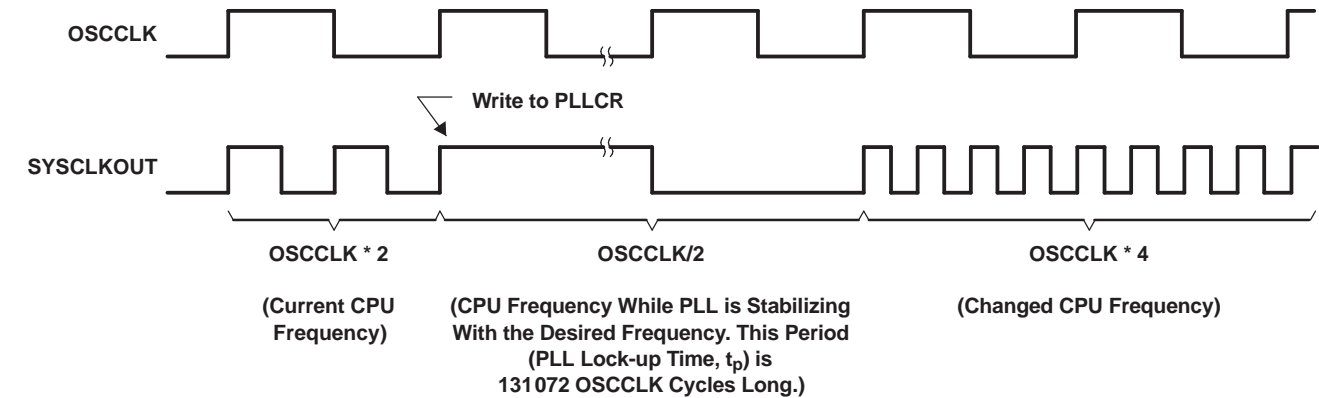 OSCCLK
Write to PLLCR
SYSCLKOUT
OSCCLK * 2
(Current CPU
Frequency)
OSCCLK/2
(CPU Frequency While PLL is Stabilizing
With the Desired Frequency. This Period
(PLL Lock-up Time, tp) is
131072 OSCCLK Cycles Long.)
OSCCLK * 4
(Changed CPU Frequency)